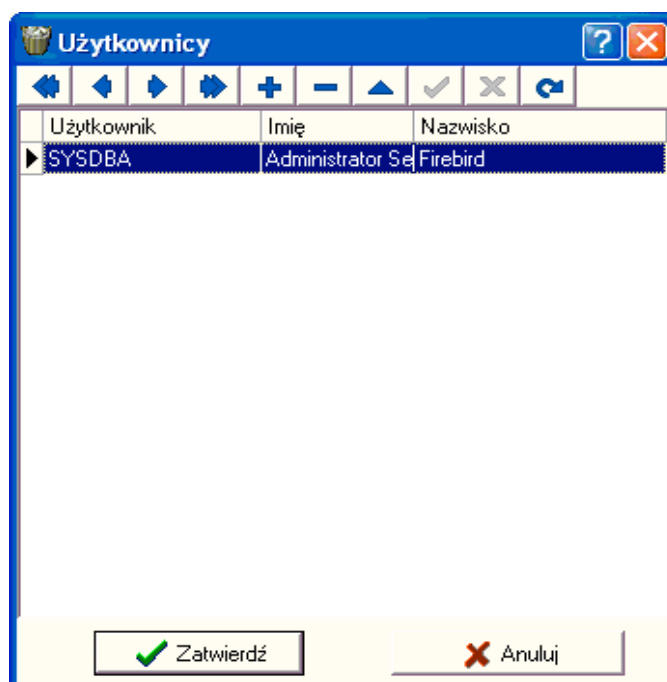 Użytkownicy
Użytkownik Imię Nazwisko
SYSDBA Administrator Se Firebird
Zatwierdź Anuluj